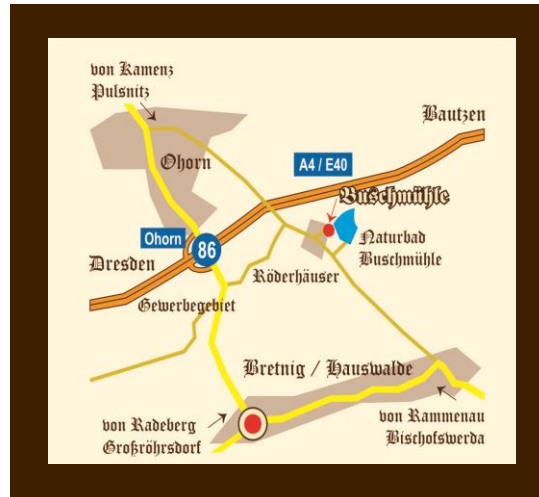 von Kamenz
Pulsnitz
Bautzen
Ohorn
A4 / E40
Buschmühle
Ohorn
86
Naturbad
Buschmühle
Dresden
Röderhäuser
Gewerbegebiet
Bretnig / Hauswalde
von Radeberg
Großröhrsdorf
von Rammenau
Bischofswerda